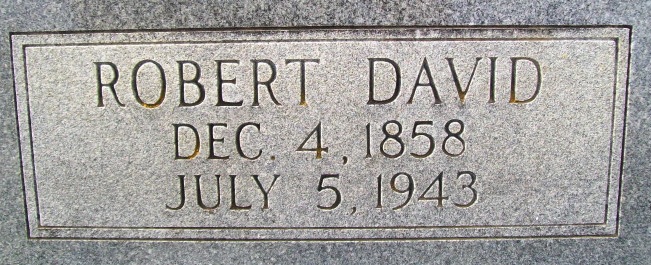 ROBERT DAVID
DEC. 4, 1858
JULY 5, 1943